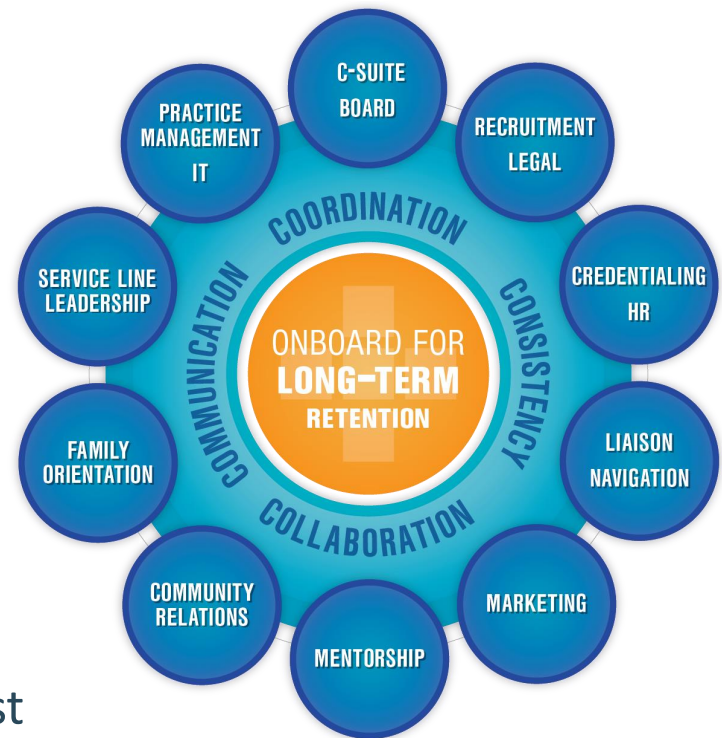 C-SUITE
BOARD
RECRUITMENT
LEGAL
CREDENTIALING
HR
LIAISON
NAVIGATION
MARKETING
MENTORSHIP
COMMUNITY
RELATIONS
FAMILY
ORIENTATION
SERVICE LINE
LEADERSHIP
PRACTICE
MANAGEMENT
IT
COORDINATION
CONSISTENCY
COLLABORATION
COMMUNICATION
ONBOARD FOR
LONG-TERM
RETENTION
st